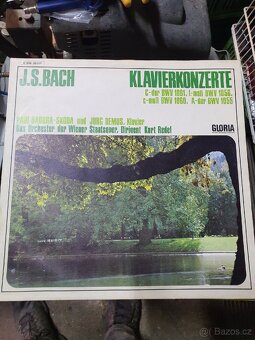 J.S.BACH
KLAVIERKONZERTE
C-dur BWV 1061, f-moll BWV 1056,
c-moll BWV 1060, A-dur BWV 1055
PAUL BADURA-SKODA und JÖRG DEMUS, Klavier
Das Orchester der Wiener Staatsoper, Dirigent Kurt Redel
GLORIA
bazos.cz